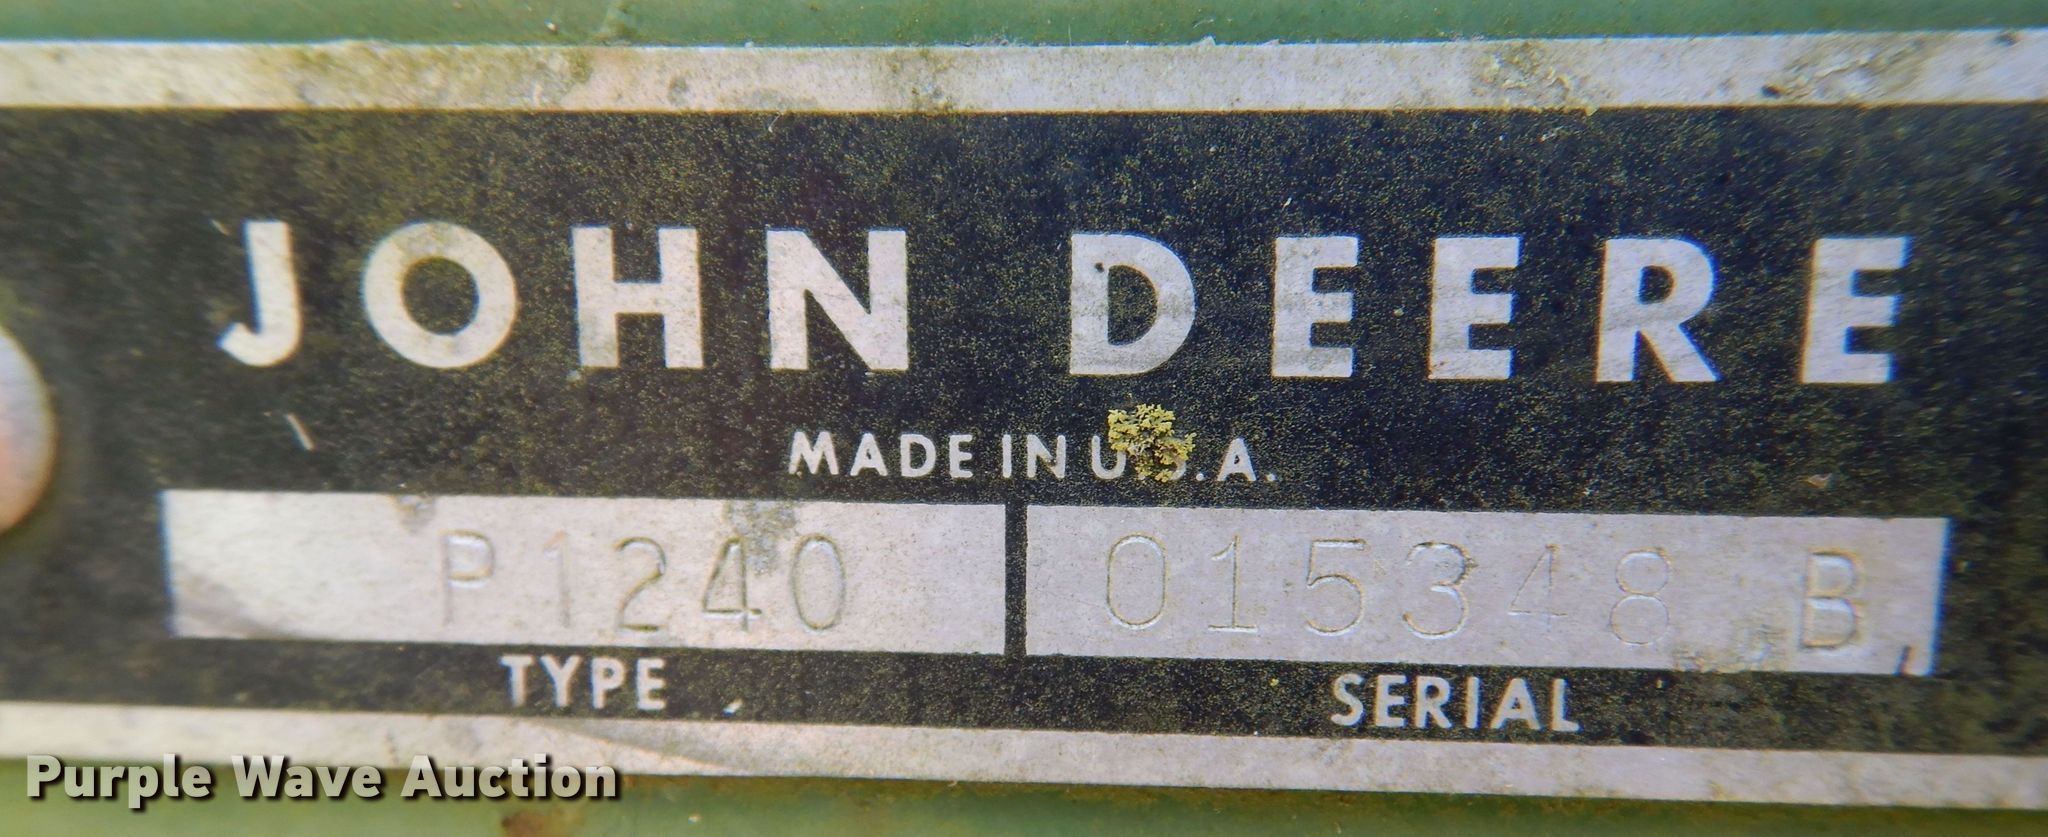 JOHN DEERE
MADE IN U.S.A.
P1240 015348 B
TYPE SERIAL
Purple Wave Auction